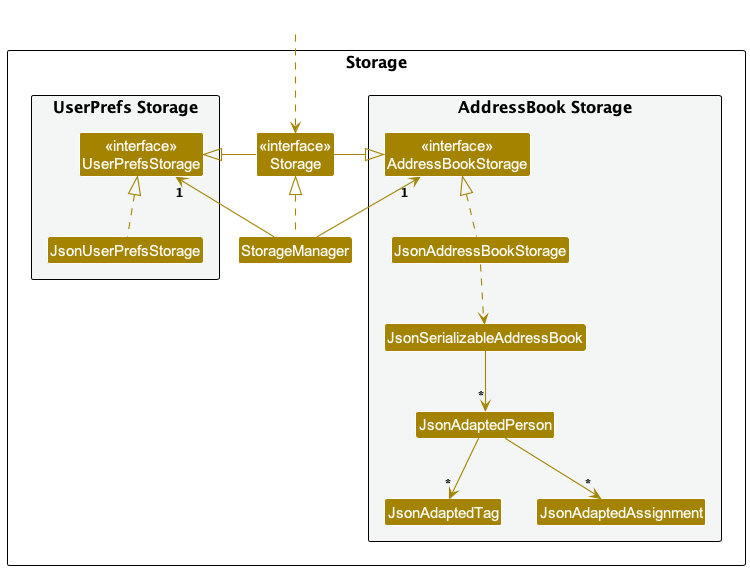 Storage
UserPrefs Storage
AddressBook Storage
«interface»
UserPrefsStorage
«interface»
Storage
«interface»
AddressBookStorage
1
1
JsonUserPrefsStorage
StorageManager
JsonAddressBookStorage
JsonSerializableAddressBook
*
JsonAdaptedPerson
*
*
JsonAdaptedTag
JsonAdaptedAssignment